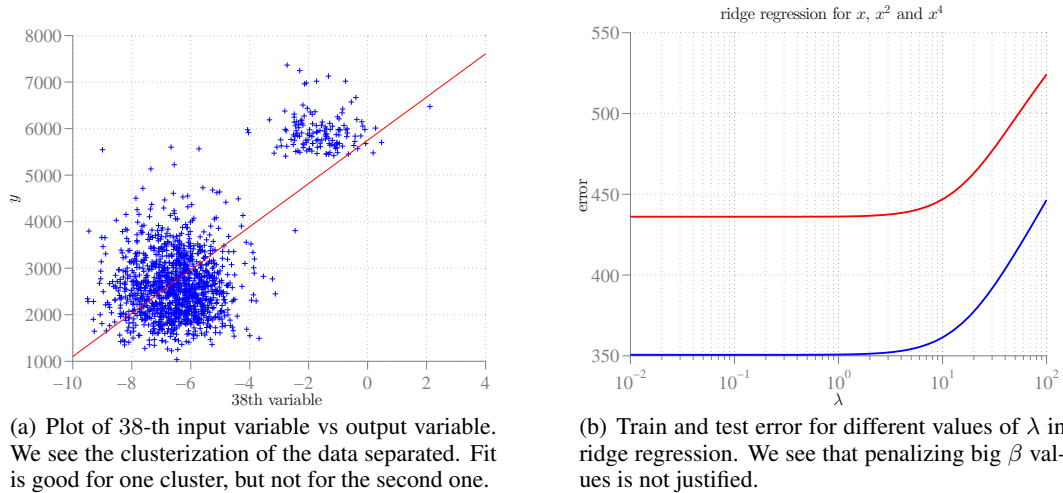 8000
7000
6000
5000
4000
3000
2000
1000
y
−10 −8 −6 −4 −2 0 2 4
38th variable
(a) Plot of 38-th input variable vs output variable.
We see the clusterization of the data separated. Fit
is good for one cluster, but not for the second one.
ridge regression for x, x² and x⁴
550
500
450
400
350
error
10⁻² 10⁻¹ 10⁰ 10¹ 10²
λ
(b) Train and test error for different values of λ in
ridge regression. We see that penalizing big β val-
ues is not justified.